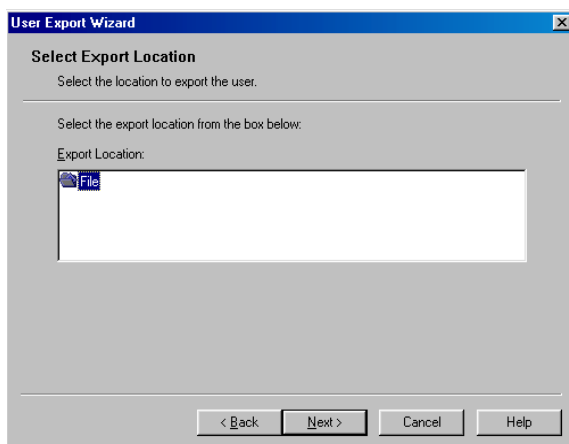 User Export Wizard
Select Export Location
Select the location to export the user.
Select the export location from the box below:
Export Location:
File
< Back Next > Cancel Help